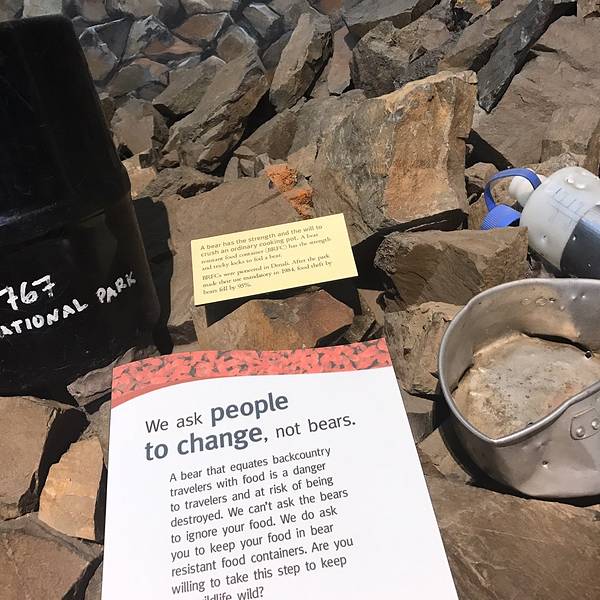 767
NATIONAL PARK
A bear has the strength and the will to
crush an ordinary cooking pot. A bear
resistant food container (BRFC) has the strength
and tricky locks to foil a bear.
BRFCs were pioneered in Denali. After the park
made their use mandatory in 1984, food theft by
bears fell by 95%.
We ask people
to change, not bears.
A bear that equates backcountry
travelers with food is a danger
to travelers and at risk of being
destroyed. We can't ask the bears
to ignore your food. We do ask
you to keep your food in bear
resistant food containers. Are you
willing to take this step to keep
wildlife wild?